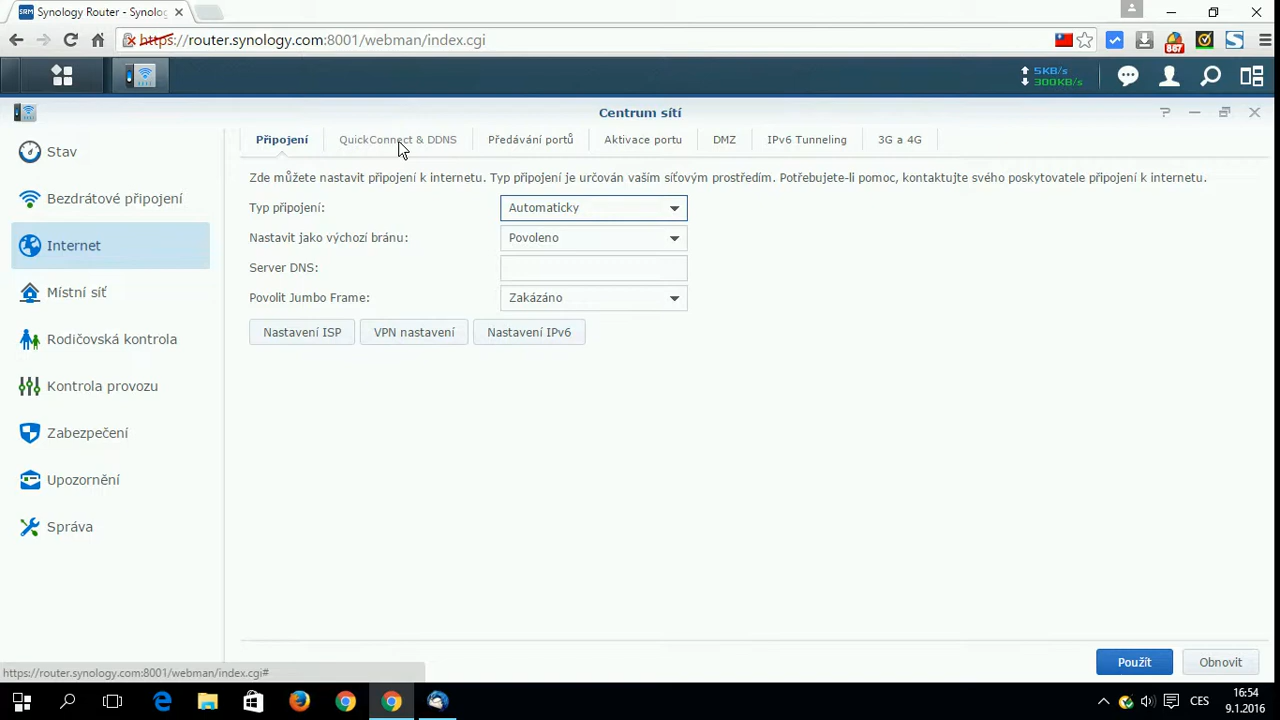 SRM Synology Router - Synolog
https://router.synology.com:8001/webman/index.cgi
887
5KB/s
300KB/s
Centrum sítí
Stav
Bezdrátové připojení
Internet
Místní síť
Rodičovská kontrola
Kontrola provozu
Zabezpečení
Upozornění
Správa
Připojení QuickConnect & DDNS Předávání portů Aktivace portu DMZ IPv6 Tunneling 3G a 4G
Zde můžete nastavit připojení k internetu. Typ připojení je určován vaším síťovým prostředím. Potřebujete-li pomoc, kontaktujte svého poskytovatele připojení k internetu.
Typ připojení: Automaticky
Nastavit jako výchozí bránu: Povoleno
Server DNS:
Povolit Jumbo Frame: Zakázáno
Nastavení ISP VPN nastavení Nastavení IPv6
Použít Obnovit
https://router.synology.com:8001/webman/index.cgi#
CES
16:54
9.1.2016